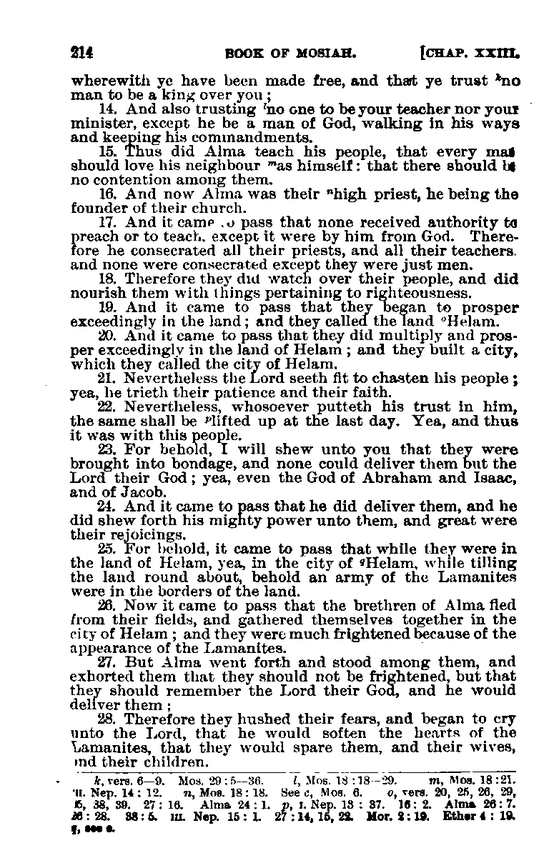 214 BOOK OF MOSIAH. [CHAP. XXIII.
wherewith ye have been made free, and that ye trust ᵏno
man to be a king over you ;
14. And also trusting ˡno one to be your teacher nor your
minister, except he be a man of God, walking in his ways
and keeping his commandments.
15. Thus did Alma teach his people, that every man
should love his neighbour ᵐas himself : that there should be
no contention among them.
16. And now Alma was their ⁿhigh priest, he being the
founder of their church.
17. And it came to pass that none received authority to
preach or to teach. except it were by him from God. There-
fore he consecrated all their priests, and all their teachers.
and none were consecrated except they were just men.
18. Therefore they did watch over their people, and did
nourish them with things pertaining to righteousness.
19. And it came to pass that they began to prosper
exceedingly in the land ; and they called the land ᵒHelam.
20. And it came to pass that they did multiply and pros-
per exceedingly in the land of Helam ; and they built a city,
which they called the city of Helam.
21. Nevertheless the Lord seeth fit to chasten his people ;
yea, he trieth their patience and their faith.
22. Nevertheless, whosoever putteth his trust in him,
the same shall be ᵖlifted up at the last day. Yea, and thus
it was with this people.
23. For behold, I will shew unto you that they were
brought into bondage, and none could deliver them but the
Lord their God ; yea, even the God of Abraham and Isaac,
and of Jacob.
24. And it came to pass that he did deliver them, and he
did shew forth his mighty power unto them, and great were
their rejoicings.
25. For behold, it came to pass that while they were in
the land of Helam, yea, in the city of qHelam, while tilling
the land round about, behold an army of the Lamanites
were in the borders of the land.
26. Now it came to pass that the brethren of Alma fled
from their fields, and gathered themselves together in the
city of Helam ; and they were much frightened because of the
appearance of the Lamanites.
27. But Alma went forth and stood among them, and
exhorted them that they should not be frightened, but that
they should remember the Lord their God, and he would
deliver them ;
28. Therefore they hushed their fears, and began to cry
unto the Lord, that he would soften the hearts of the
Lamanites, that they would spare them, and their wives,
and their children.
k, vers. 6—9. Mos. 29 : 5—36. l, Mos. 18 : 18—29. m, Mos. 18 : 21.
II. Nep. 14 : 12. n, Mos. 18 : 18. See c, Mos. 6. o, vers. 20, 25, 26, 29,
35, 38, 39. 27 : 16. Alma 24 : 1. p, I. Nep. 13 : 37. 16 : 2. Alma 26 : 7.
36 : 28. 38 : 5. III. Nep. 15 : 1. 27 : 14, 15, 22. Mor. 2 : 19. Ether 4 : 19.
q, see o.